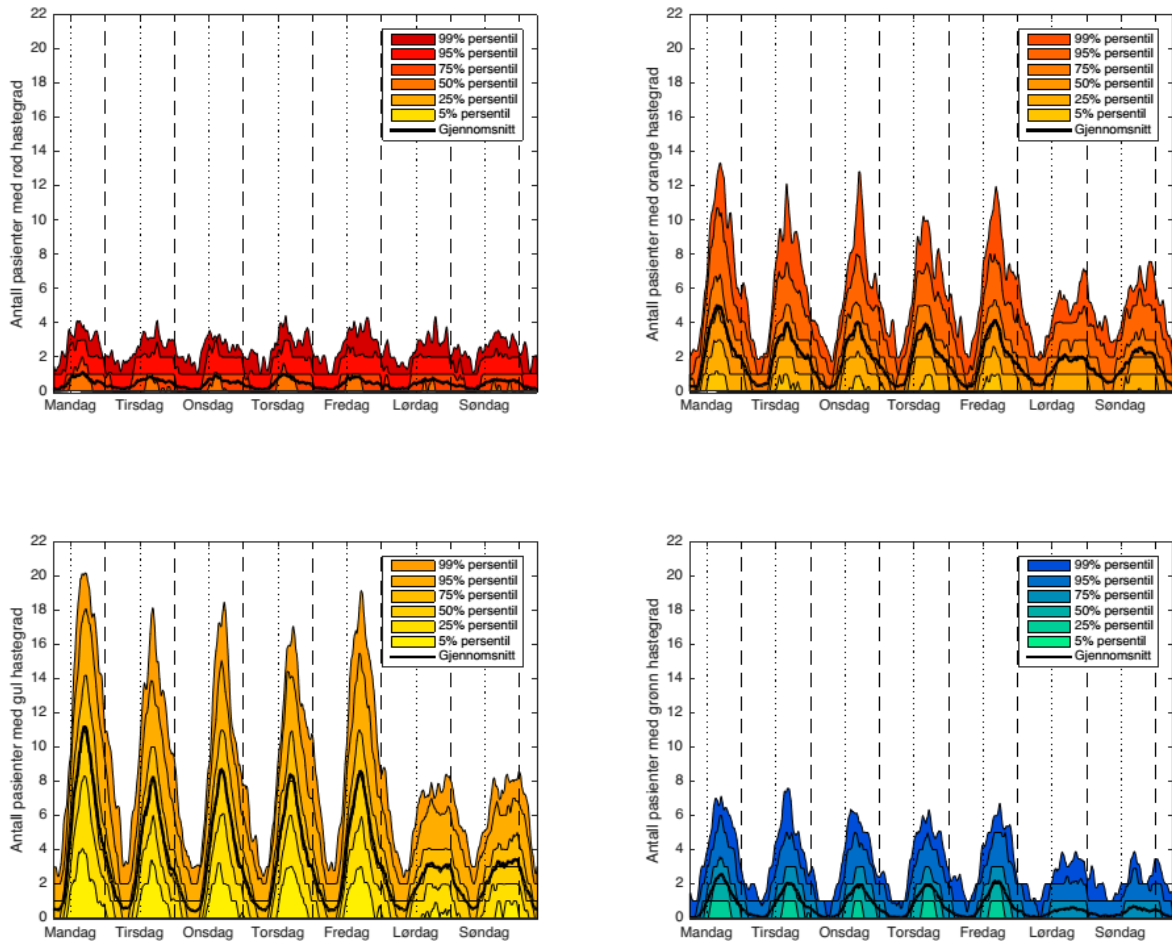 Antall pasienter med rød hastegrad
22
20
18
16
14
12
10
8
6
4
2
0
99% persentil
95% persentil
75% persentil
50% persentil
25% persentil
5% persentil
Gjennomsnitt
Mandag Tirsdag Onsdag Torsdag Fredag Lørdag Søndag
Antall pasienter med orange hastegrad
22
20
18
16
14
12
10
8
6
4
2
0
99% persentil
95% persentil
75% persentil
50% persentil
25% persentil
5% persentil
Gjennomsnitt
Mandag Tirsdag Onsdag Torsdag Fredag Lørdag Søndag
Antall pasienter med gul hastegrad
22
20
18
16
14
12
10
8
6
4
2
0
99% persentil
95% persentil
75% persentil
50% persentil
25% persentil
5% persentil
Gjennomsnitt
Mandag Tirsdag Onsdag Torsdag Fredag Lørdag Søndag
Antall pasienter med grønn hastegrad
22
20
18
16
14
12
10
8
6
4
2
0
99% persentil
95% persentil
75% persentil
50% persentil
25% persentil
5% persentil
Gjennomsnitt
Mandag Tirsdag Onsdag Torsdag Fredag Lørdag Søndag